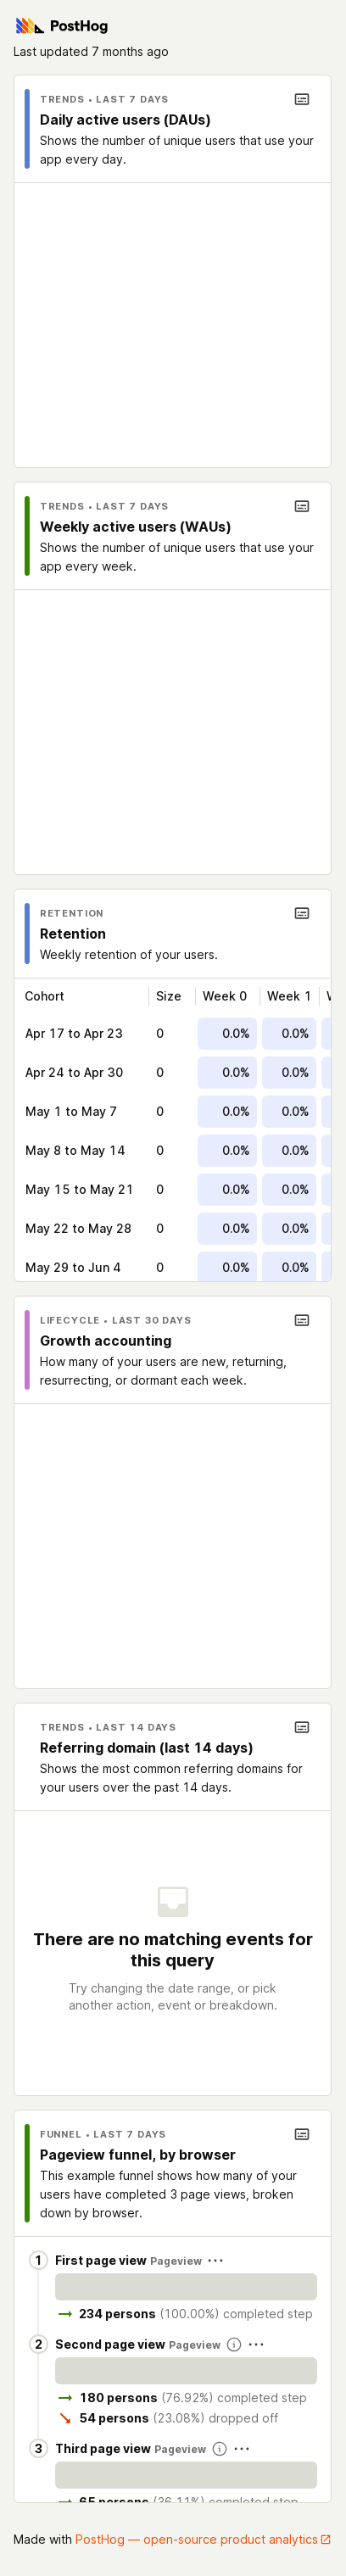 PostHog
Last updated 7 months ago
TRENDS • LAST 7 DAYS
Daily active users (DAUs)
Shows the number of unique users that use your
app every day.
TRENDS • LAST 7 DAYS
Weekly active users (WAUs)
Shows the number of unique users that use your
app every week.
RETENTION
Retention
Weekly retention of your users.
Cohort Size Week 0 Week 1
Apr 17 to Apr 23 0 0.0% 0.0%
Apr 24 to Apr 30 0 0.0% 0.0%
May 1 to May 7 0 0.0% 0.0%
May 8 to May 14 0 0.0% 0.0%
May 15 to May 21 0 0.0% 0.0%
May 22 to May 28 0 0.0% 0.0%
May 29 to Jun 4 0 0.0% 0.0%
LIFECYCLE • LAST 30 DAYS
Growth accounting
How many of your users are new, returning,
resurrecting, or dormant each week.
TRENDS • LAST 14 DAYS
Referring domain (last 14 days)
Shows the most common referring domains for
your users over the past 14 days.
There are no matching events for
this query
Try changing the date range, or pick
another action, event or breakdown.
FUNNEL • LAST 7 DAYS
Pageview funnel, by browser
This example funnel shows how many of your
users have completed 3 page views, broken
down by browser.
1 First page view Pageview
234 persons (100.00%) completed step
2 Second page view Pageview
180 persons (76.92%) completed step
54 persons (23.08%) dropped off
3 Third page view Pageview
65 persons (36.11%) completed step
Made with PostHog — open-source product analytics